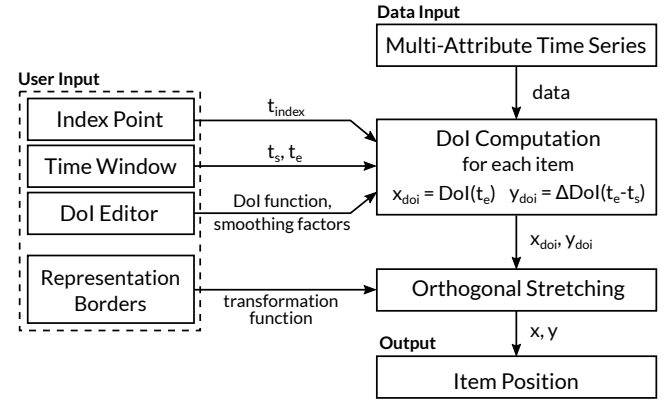 Data Input
Multi-Attribute Time Series
data
User Input
Index Point
t_index
Time Window
t_s, t_e
DoI Editor
DoI function,
smoothing factors
DoI Computation
for each item
x_doi = DoI(t_e) y_doi = ΔDoI(t_e-t_s)
x_doi, y_doi
Representation
Borders
transformation
function
Orthogonal Stretching
x, y
Output
Item Position